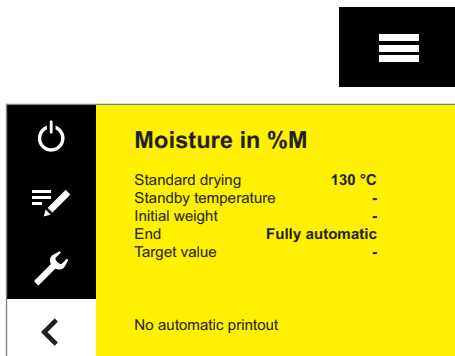 Moisture in %M
Standard drying 130 °C
Standby temperature -
Initial weight -
End Fully automatic
Target value -
No automatic printout